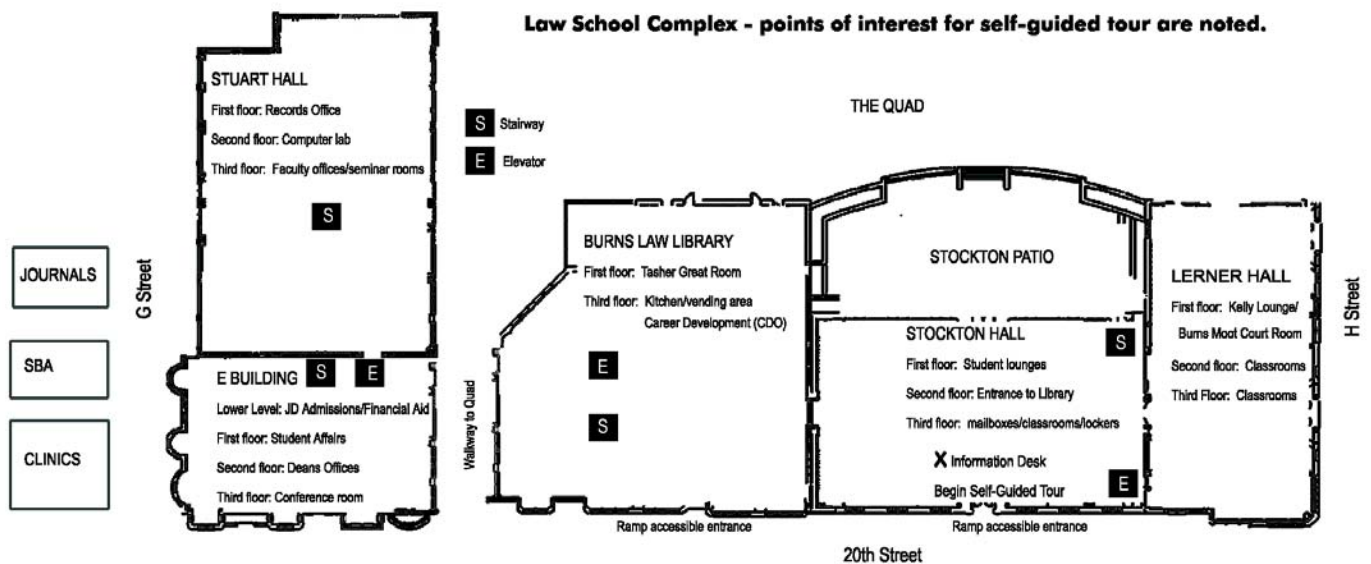 Law School Complex - points of interest for self-guided tour are noted.
STUART HALL
First floor: Records Office
Second floor: Computer lab
Third floor: Faculty offices/seminar rooms
S
S Stairway
E Elevator
THE QUAD
JOURNALS
SBA
CLINICS
G Street
E BUILDING
S
E
Lower Level: JD Admissions/Financial Aid
First floor: Student Affairs
Second floor: Deans Offices
Third floor: Conference room
Walkway to Quad
BURNS LAW LIBRARY
First floor: Tasher Great Room
Third floor: Kitchen/vending area
Career Development (CDO)
E
S
Ramp accessible entrance
STOCKTON PATIO
STOCKTON HALL
S
First floor: Student lounges
Second floor: Entrance to Library
Third floor: mailboxes/classrooms/lockers
X Information Desk
Begin Self-Guided Tour
E
Ramp accessible entrance
LERNER HALL
First floor: Kelly Lounge/
Burns Moot Court Room
Second floor: Classrooms
Third Floor: Classrooms
H Street
20th Street